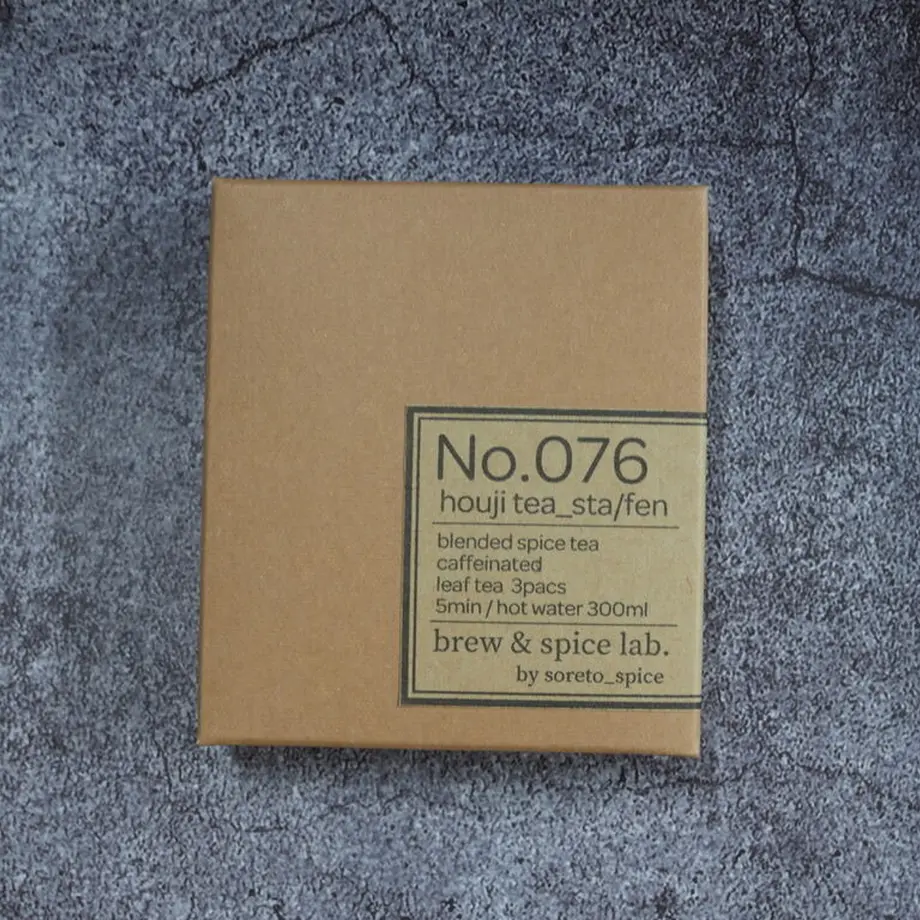 No.076
houji tea_sta/fen
blended spice tea
caffeinated
leaf tea 3pacs
5min / hot water 300ml
brew & spice lab.
by soreto_spice